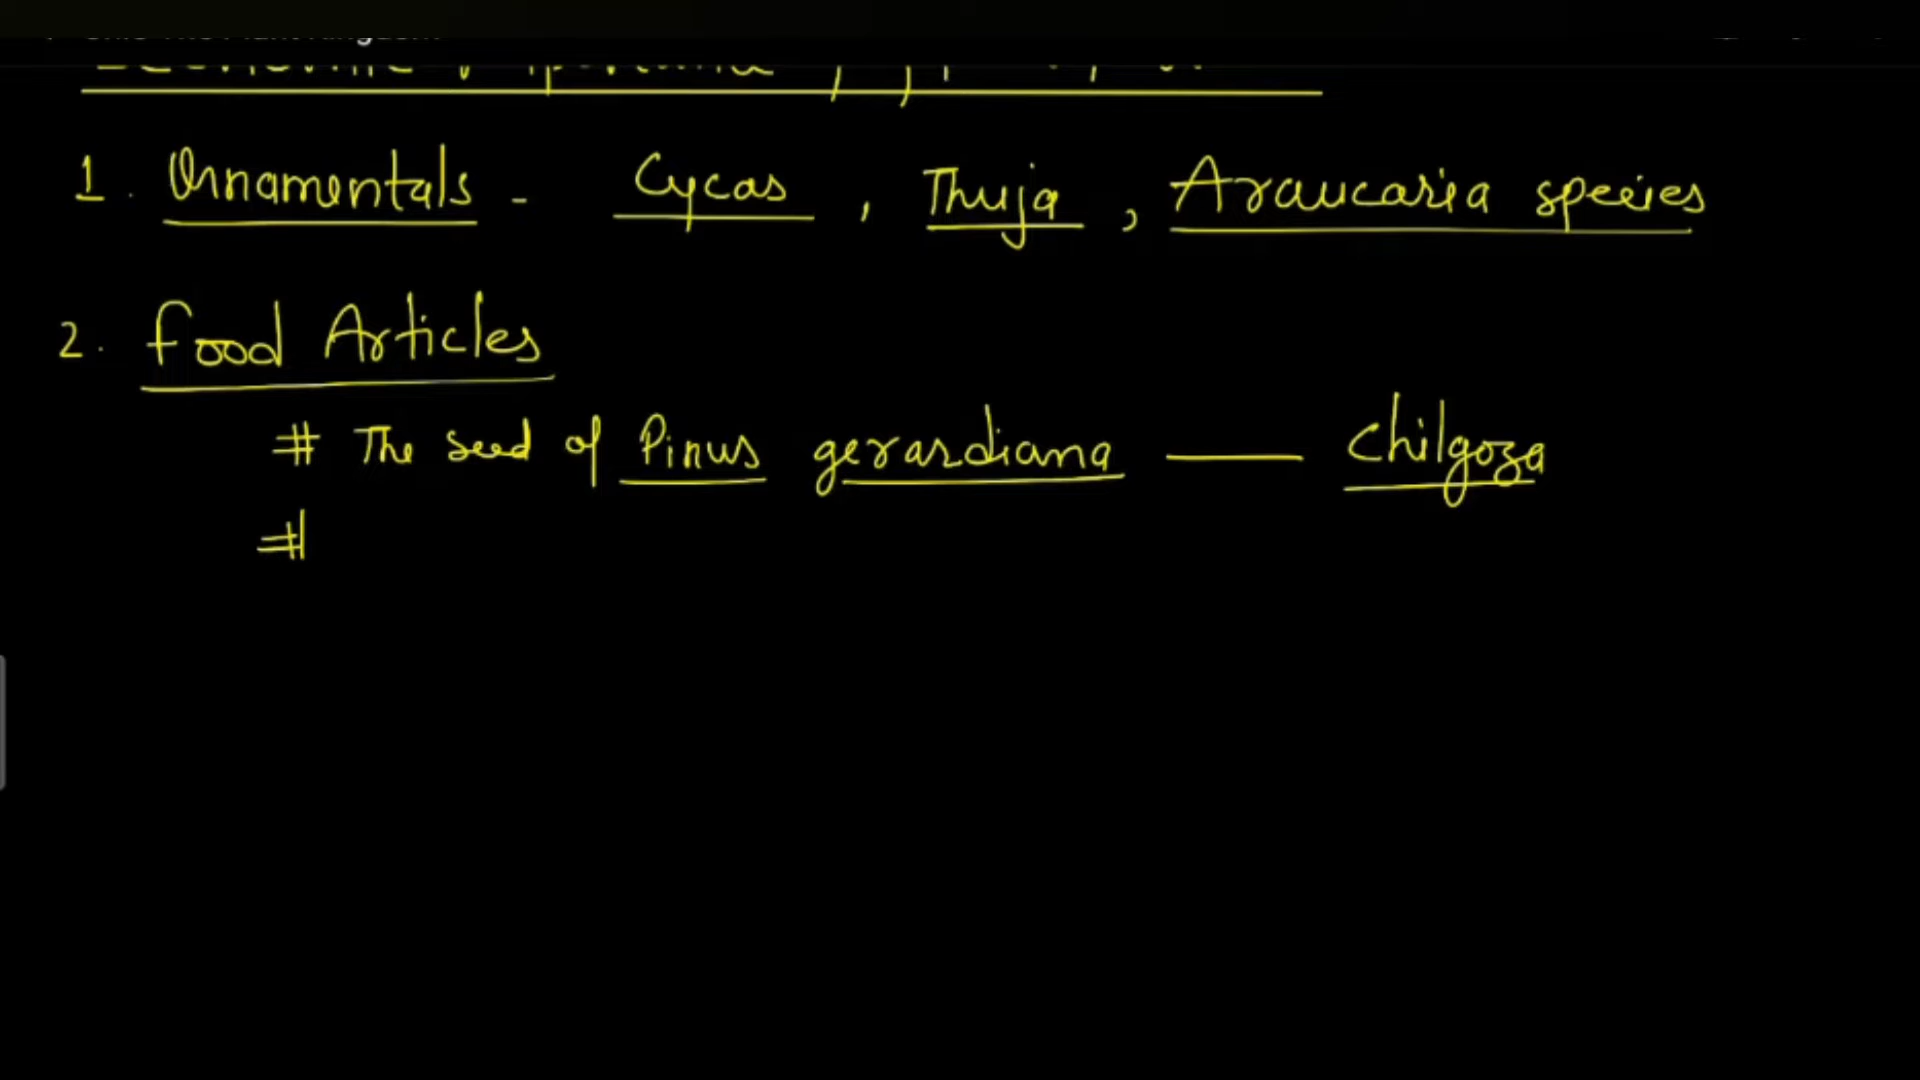 1. Ornamentals - Cycas, Thuja, Araucaria species
2. Food Articles
# The seed of Pinus gerardiana — Chilgoza
#